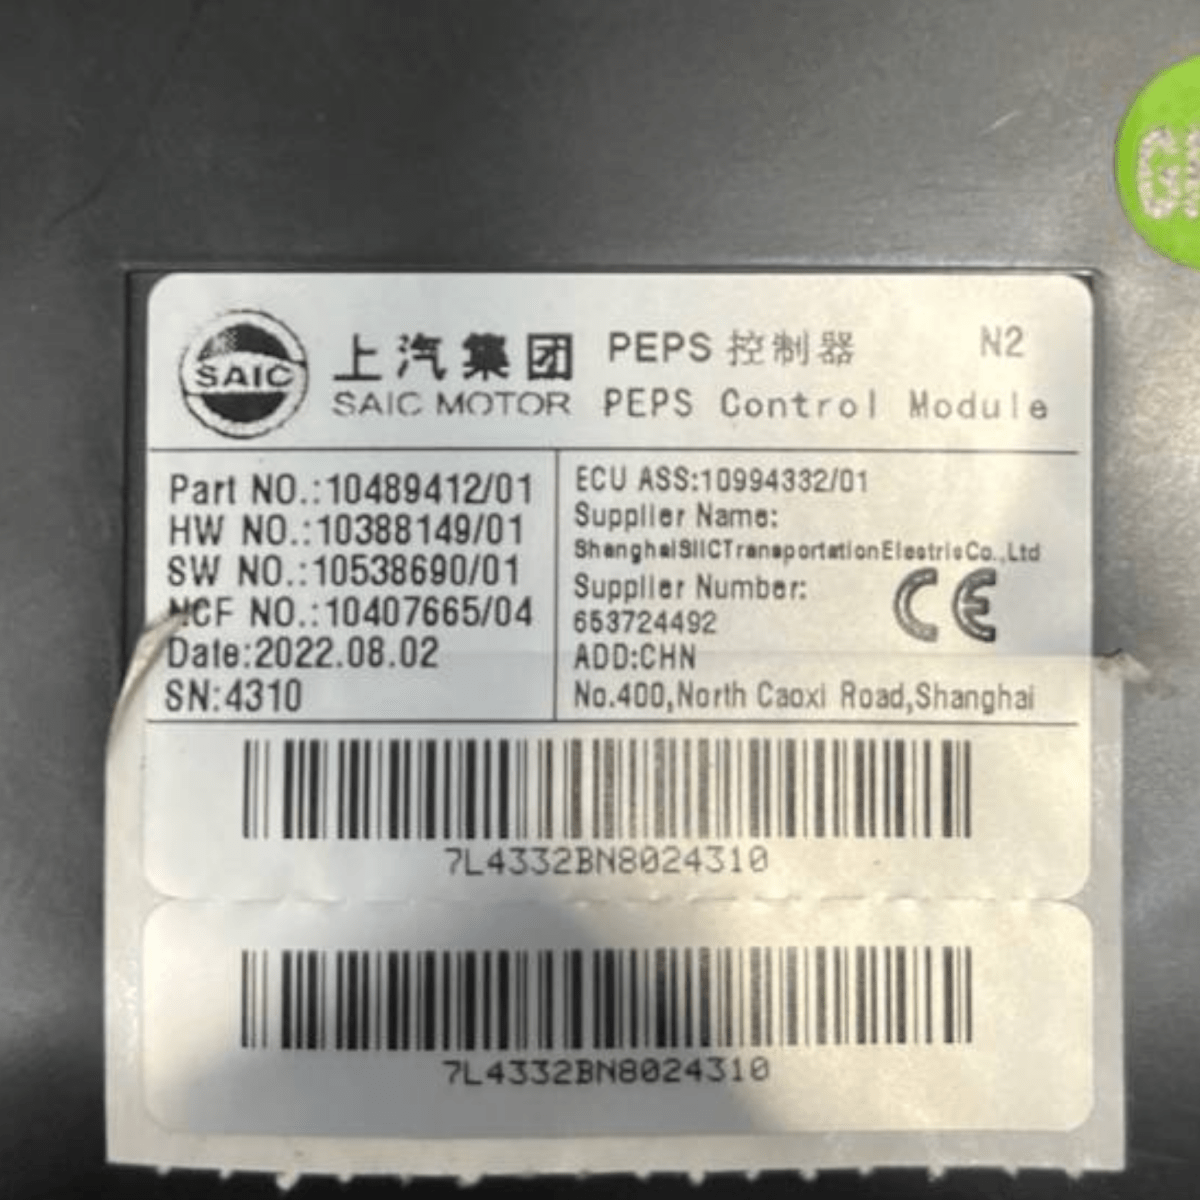 SAIC
上汽集团
SAIC MOTOR
PEPS 控制器
N2
PEPS Control Module
Part NO.:10489412/01
HW NO.:10388149/01
SW NO.:10538690/01
NCF NO.:10407665/04
Date:2022.08.02
SN:4310
ECU ASS:10994332/01
Supplier Name:
ShanghaiSIICTransportationElectricCo.,Ltd
Supplier Number:
653724492
CE
ADD:CHN
No.400,North Caoxi Road,Shanghai
7L4332BN8024310
7L4332BN8024310